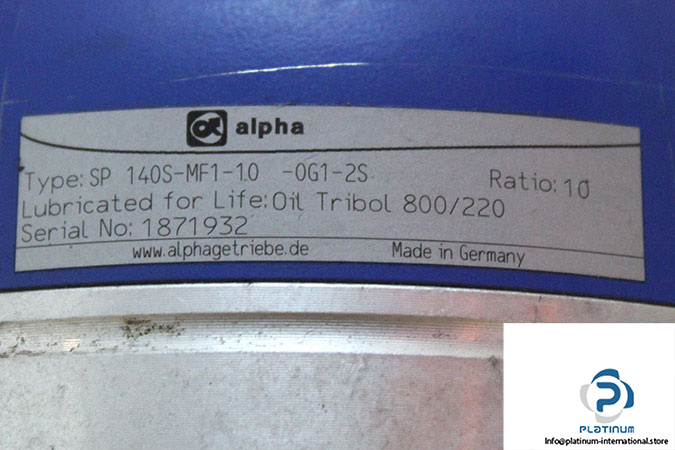 alpha
Type: SP 140S-MF1-10 -0G1-2S Ratio: 10
Lubricated for Life: Oil Tribol 800/220
Serial No: 1871932
www.alphagetriebe.de Made in Germany
PLATINUM
Info@platinum-international.store